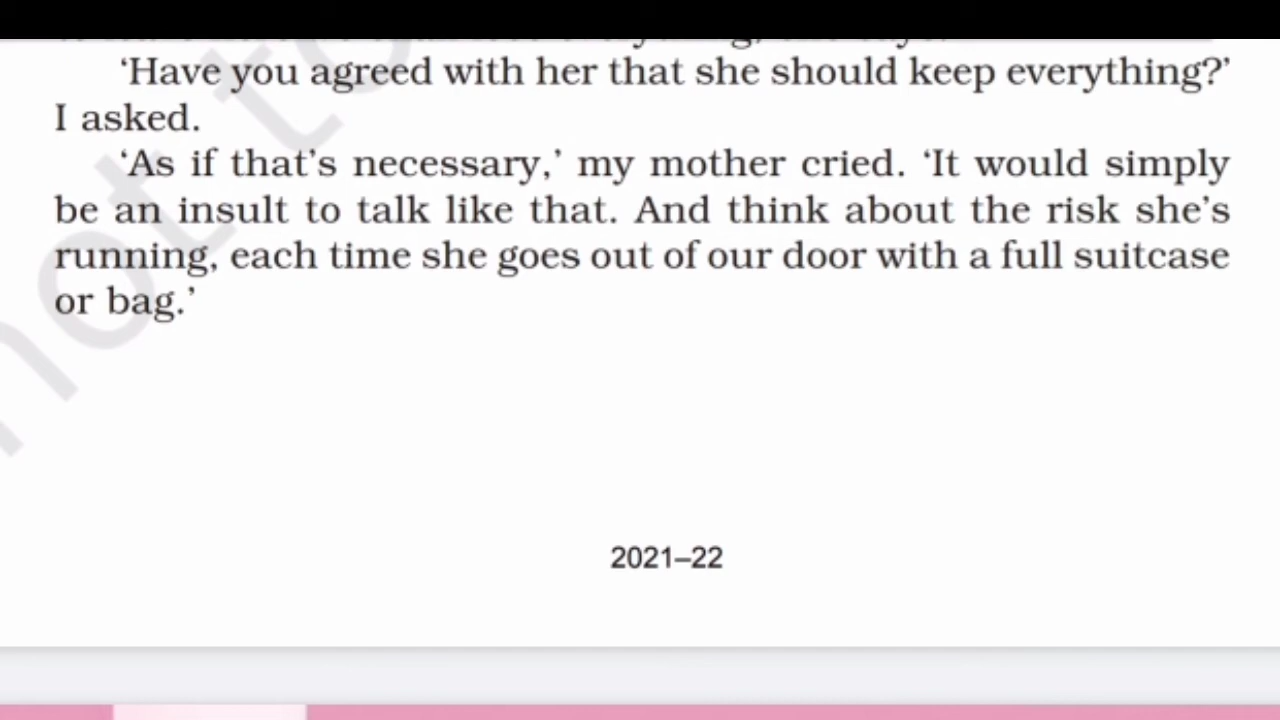 ‘Have you agreed with her that she should keep everything?’
I asked.
‘As if that’s necessary,’ my mother cried. ‘It would simply
be an insult to talk like that. And think about the risk she’s
running, each time she goes out of our door with a full suitcase
or bag.’
not to
2021–22